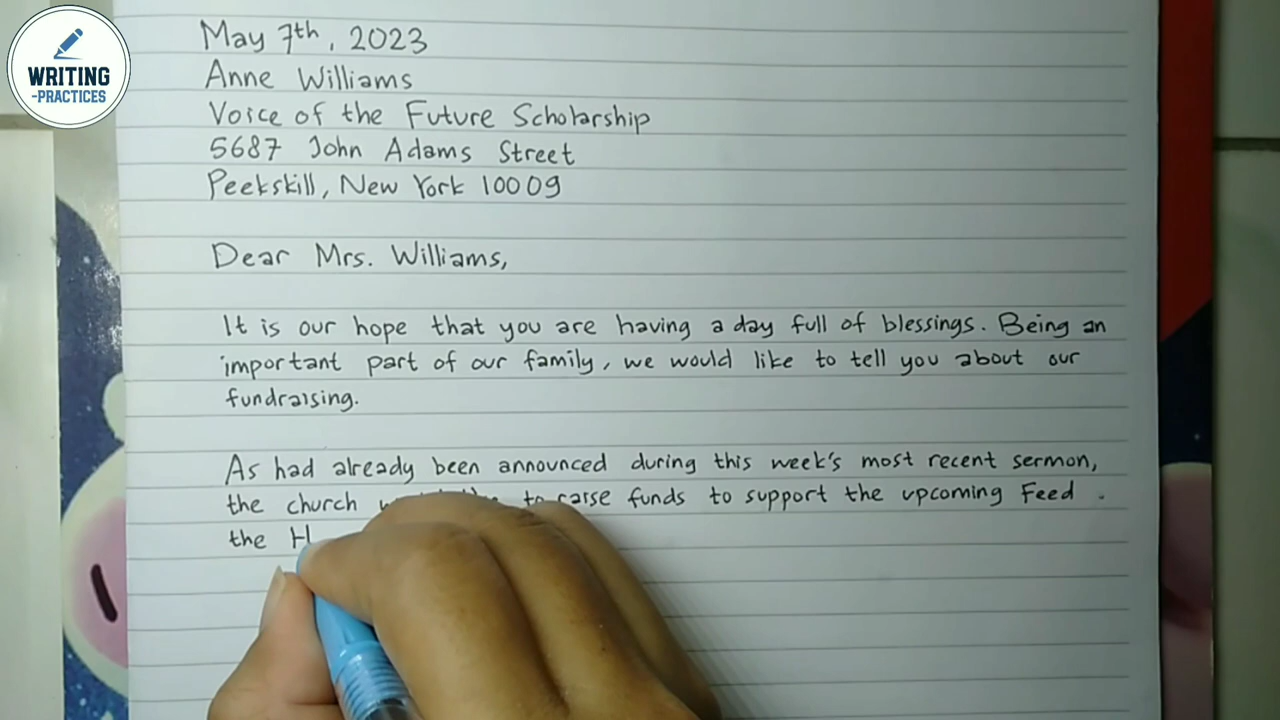 WRITING
-PRACTICES
May 7th, 2023
Anne Williams
Voice of the Future Scholarship
5687 John Adams Street
Peekskill, New York 10009
Dear Mrs. Williams,
It is our hope that you are having a day full of blessings. Being an
important part of our family, we would like to tell you about our
fundraising.
As had already been announced during this week's most recent sermon,
the church to raise funds to support the upcoming Feed
the H